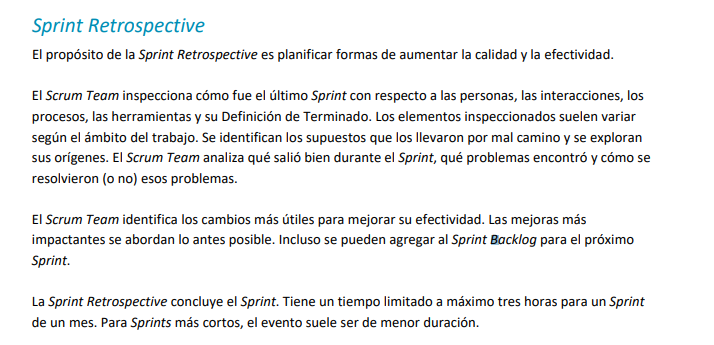 Sprint Retrospective
El propósito de la Sprint Retrospective es planificar formas de aumentar la calidad y la efectividad.
El Scrum Team inspecciona cómo fue el último Sprint con respecto a las personas, las interacciones, los
procesos, las herramientas y su Definición de Terminado. Los elementos inspeccionados suelen variar
según el ámbito del trabajo. Se identifican los supuestos que los llevaron por mal camino y se exploran
sus orígenes. El Scrum Team analiza qué salió bien durante el Sprint, qué problemas encontró y cómo se
resolvieron (o no) esos problemas.
El Scrum Team identifica los cambios más útiles para mejorar su efectividad. Las mejoras más
impactantes se abordan lo antes posible. Incluso se pueden agregar al Sprint Backlog para el próximo
Sprint.
La Sprint Retrospective concluye el Sprint. Tiene un tiempo limitado a máximo tres horas para un Sprint
de un mes. Para Sprints más cortos, el evento suele ser de menor duración.